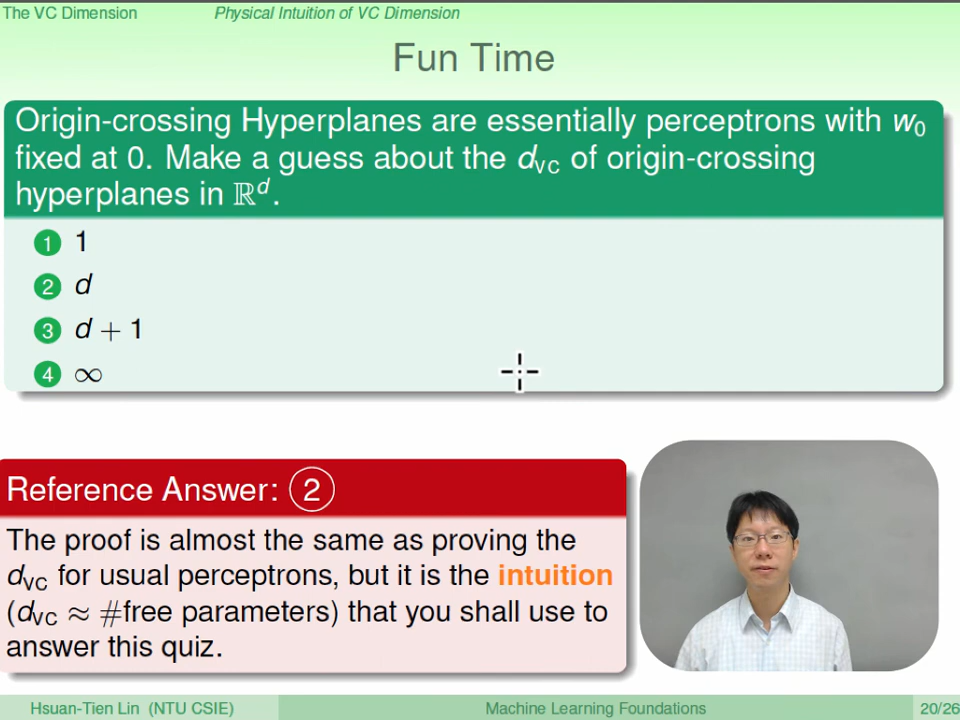 The VC Dimension Physical Intuition of VC Dimension
Fun Time
Origin-crossing Hyperplanes are essentially perceptrons with w₀
fixed at 0. Make a guess about the d_VC of origin-crossing
hyperplanes in ℝᵈ.
1 1
2 d
3 d + 1
4 ∞
Reference Answer: 2
The proof is almost the same as proving the
d_VC for usual perceptrons, but it is the intuition
(d_VC ≈ #free parameters) that you shall use to
answer this quiz.
Hsuan-Tien Lin (NTU CSIE) Machine Learning Foundations 20/26